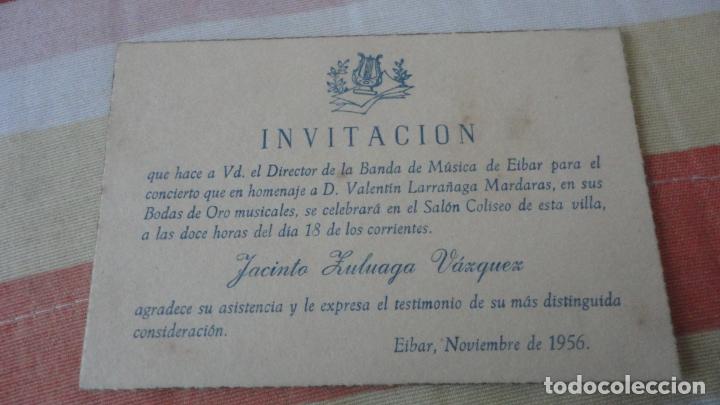 INVITACION
que hace a Vd. el Director de la Banda de Música de Eibar para el
concierto que en homenaje a D. Valentín Larrañaga Mardaras, en sus
Bodas de Oro musicales, se celebrará en el Salón Coliseo de esta villa,
a las doce horas del día 18 de los corrientes.
Jacinto Zuluaga Vázquez
agradece su asistencia y le expresa el testimonio de su más distinguida
consideración.
Eibar, Noviembre de 1956.
todocoleccion